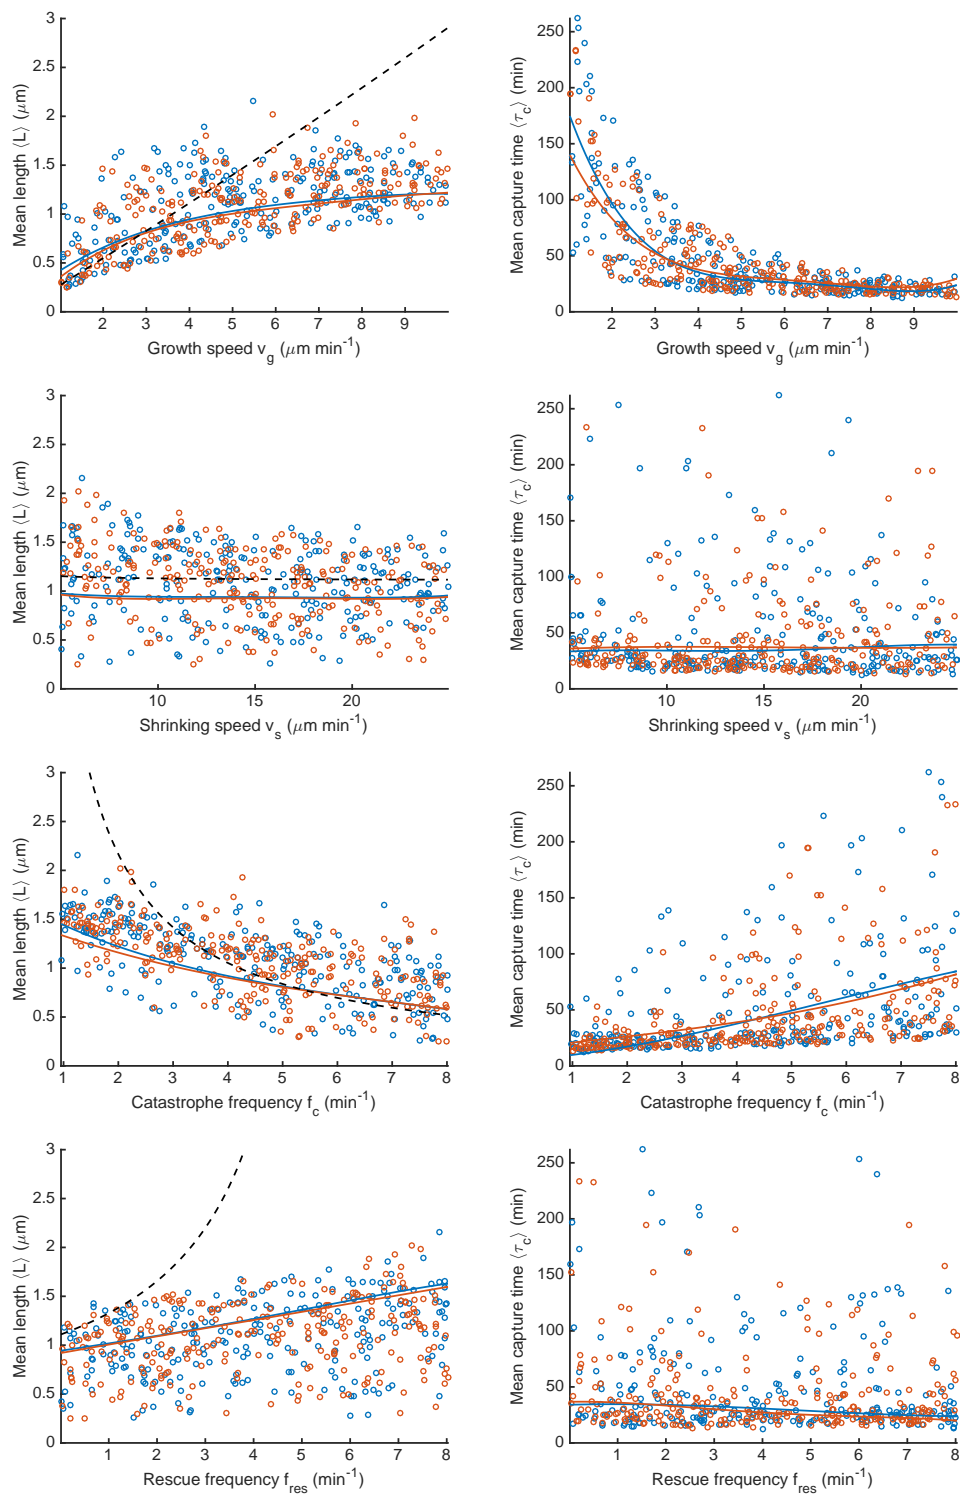 3
2.5
2
1.5
1
0.5
0
Mean length ⟨L⟩ (μm)
2 3 4 5 6 7 8 9
Growth speed v_g (μm min⁻¹)
250
200
150
100
50
0
Mean capture time ⟨τ_c⟩ (min)
2 3 4 5 6 7 8 9
Growth speed v_g (μm min⁻¹)
3
2.5
2
1.5
1
0.5
0
Mean length ⟨L⟩ (μm)
10 15 20
Shrinking speed v_s (μm min⁻¹)
250
200
150
100
50
0
Mean capture time ⟨τ_c⟩ (min)
10 15 20
Shrinking speed v_s (μm min⁻¹)
3
2.5
2
1.5
1
0.5
0
Mean length ⟨L⟩ (μm)
1 2 3 4 5 6 7 8
Catastrophe frequency f_c (min⁻¹)
250
200
150
100
50
0
Mean capture time ⟨τ_c⟩ (min)
1 2 3 4 5 6 7 8
Catastrophe frequency f_c (min⁻¹)
3
2.5
2
1.5
1
0.5
0
Mean length ⟨L⟩ (μm)
1 2 3 4 5 6 7 8
Rescue frequency f_res (min⁻¹)
250
200
150
100
50
0
Mean capture time ⟨τ_c⟩ (min)
1 2 3 4 5 6 7 8
Rescue frequency f_res (min⁻¹)